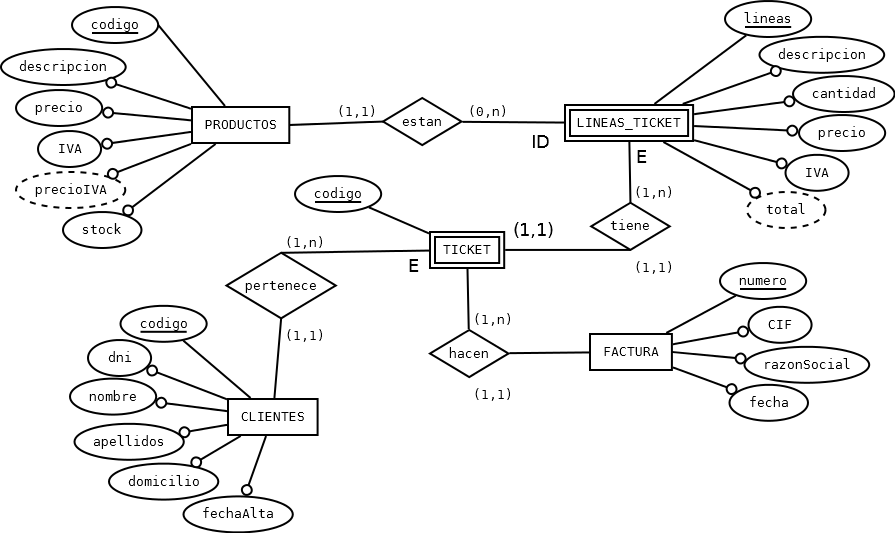 codigo
descripcion
precio
IVA
precioIVA
stock
PRODUCTOS
(1,1)
estan
(0,n)
ID
LINEAS_TICKET
E
lineas
descripcion
cantidad
precio
IVA
total
(1,n)
tiene
(1,1)
(1,1)
codigo
TICKET
E
(1,n)
pertenece
(1,1)
(1,n)
hacen
(1,1)
FACTURA
numero
CIF
razonSocial
fecha
codigo
dni
nombre
apellidos
domicilio
fechaAlta
CLIENTES